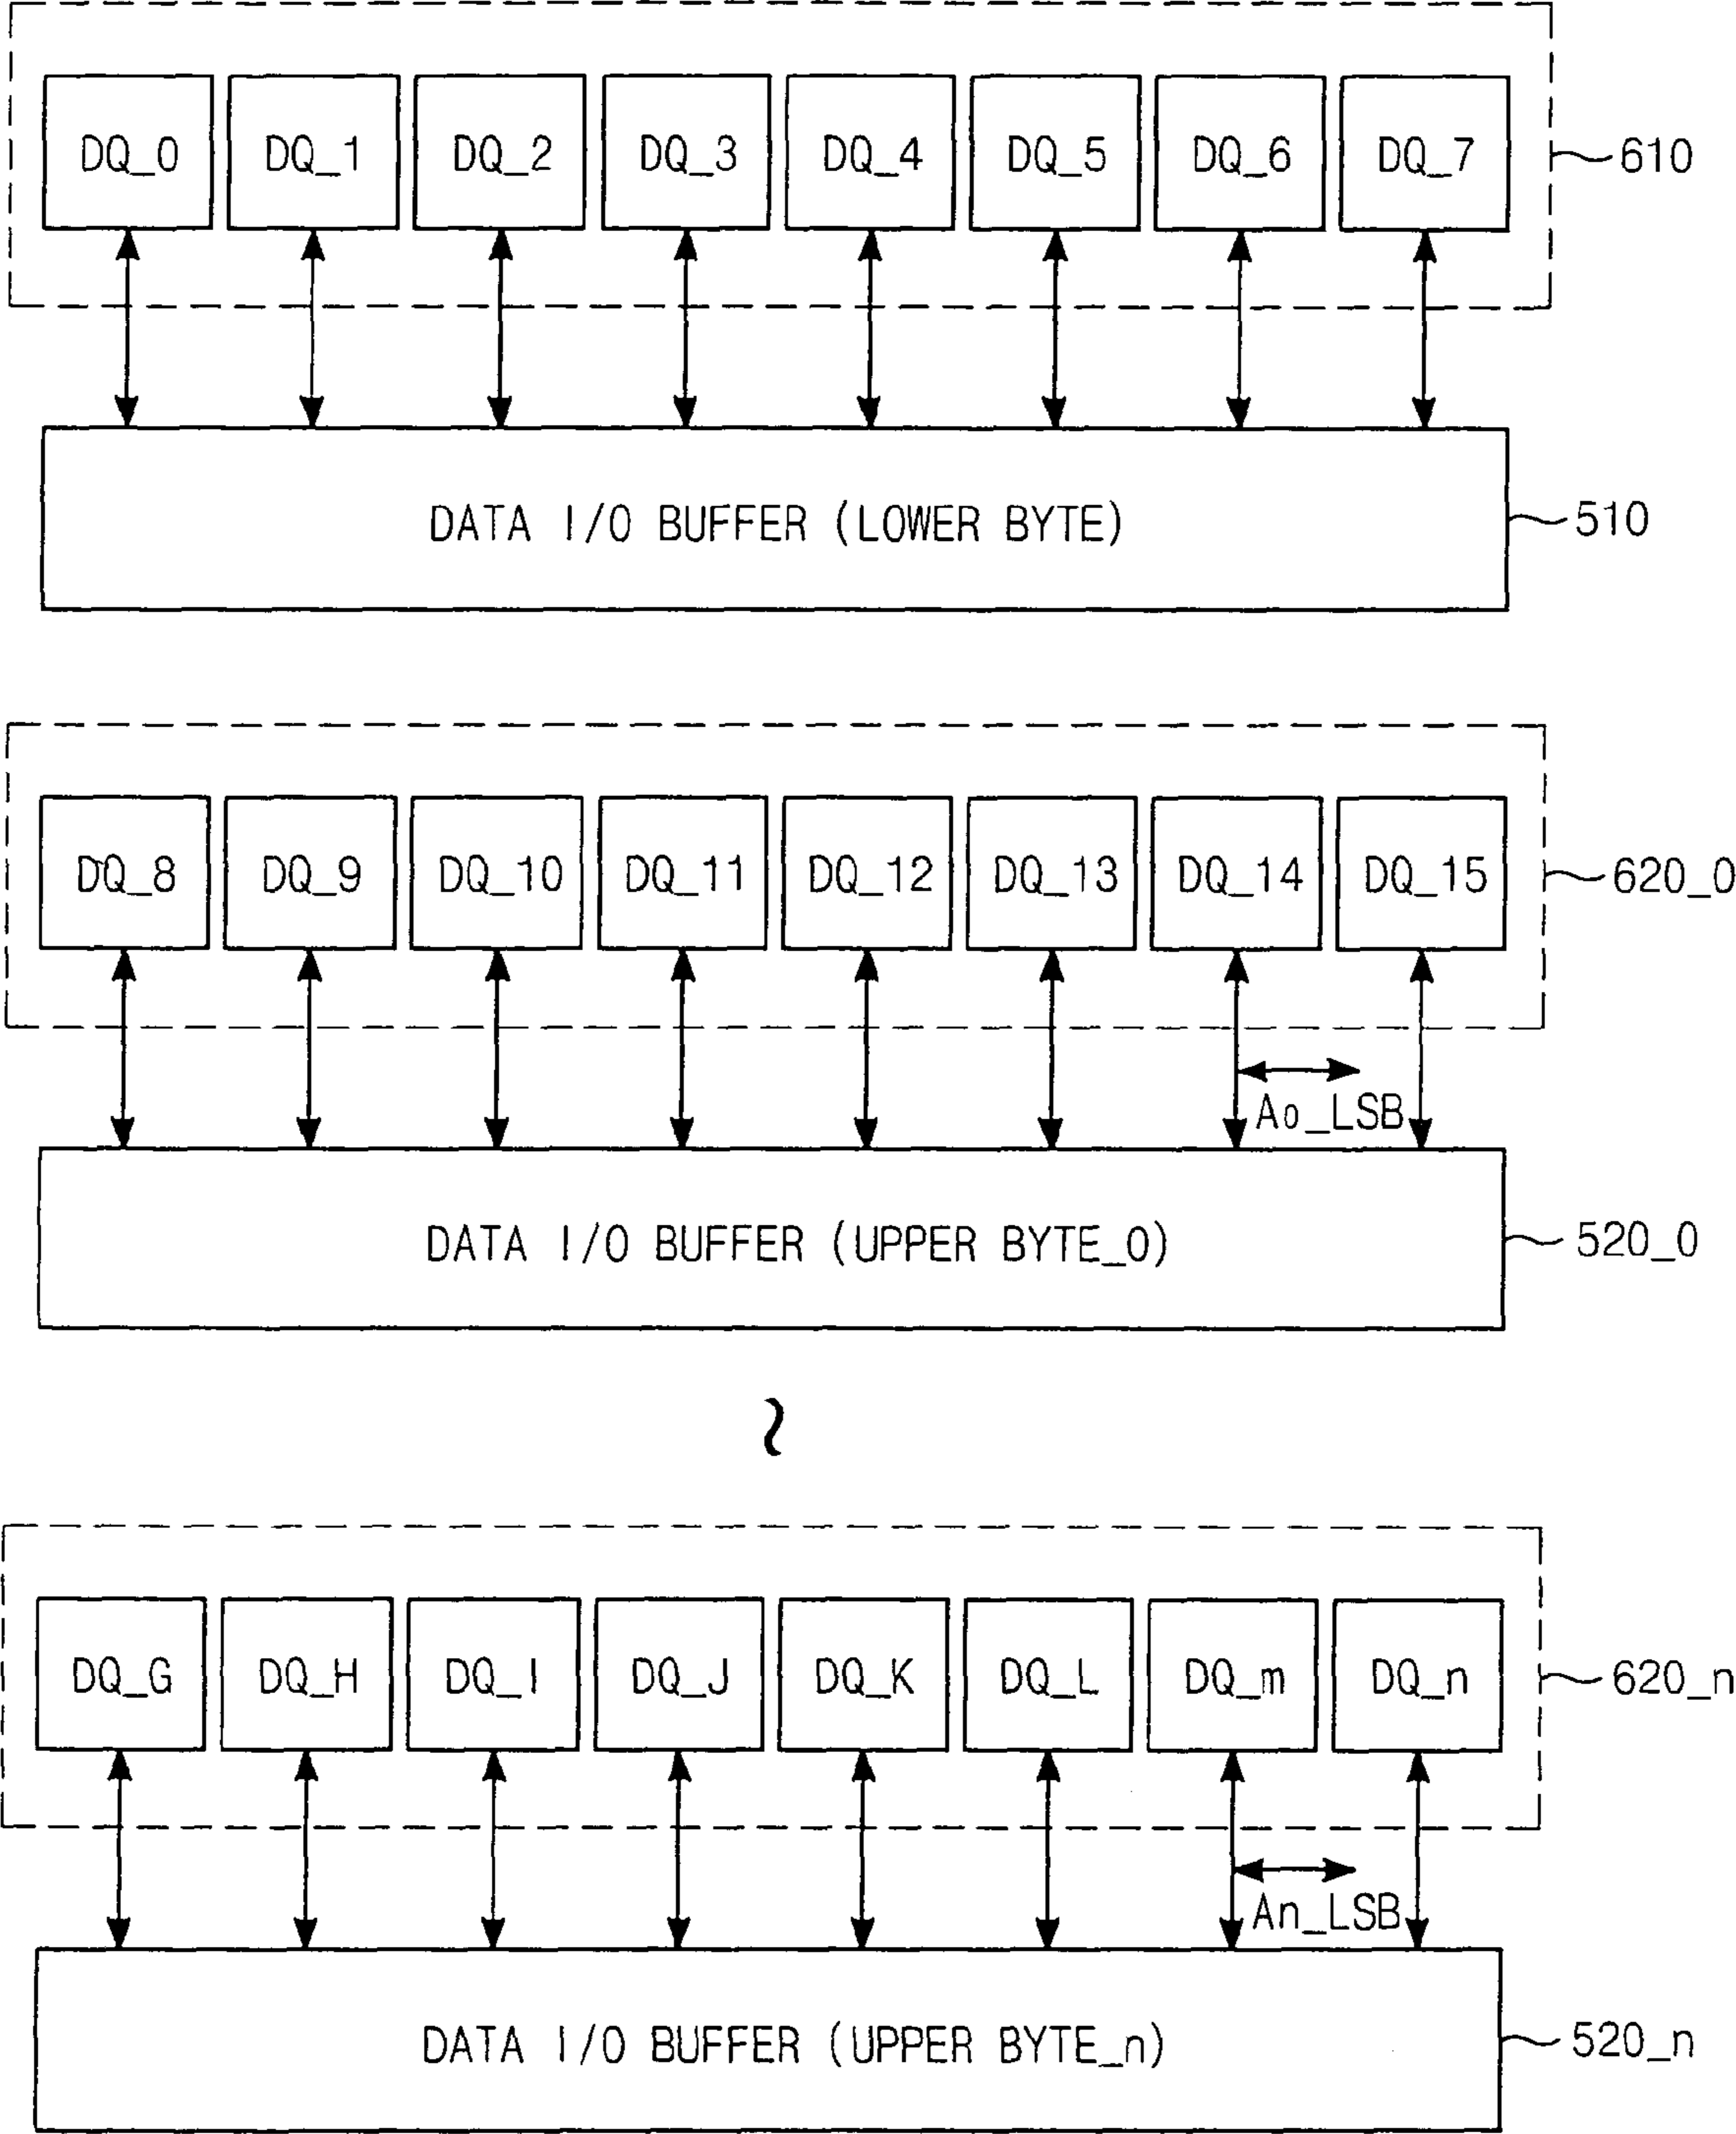 DQ_0 DQ_1 DQ_2 DQ_3 DQ_4 DQ_5 DQ_6 DQ_7 610
DATA I/O BUFFER (LOWER BYTE) 510
DQ_8 DQ_9 DQ_10 DQ_11 DQ_12 DQ_13 DQ_14 DQ_15 620_0
A0_LSB
DATA I/O BUFFER (UPPER BYTE_0) 520_0
~
DQ_G DQ_H DQ_I DQ_J DQ_K DQ_L DQ_m DQ_n 620_n
An_LSB
DATA I/O BUFFER (UPPER BYTE_n) 520_n